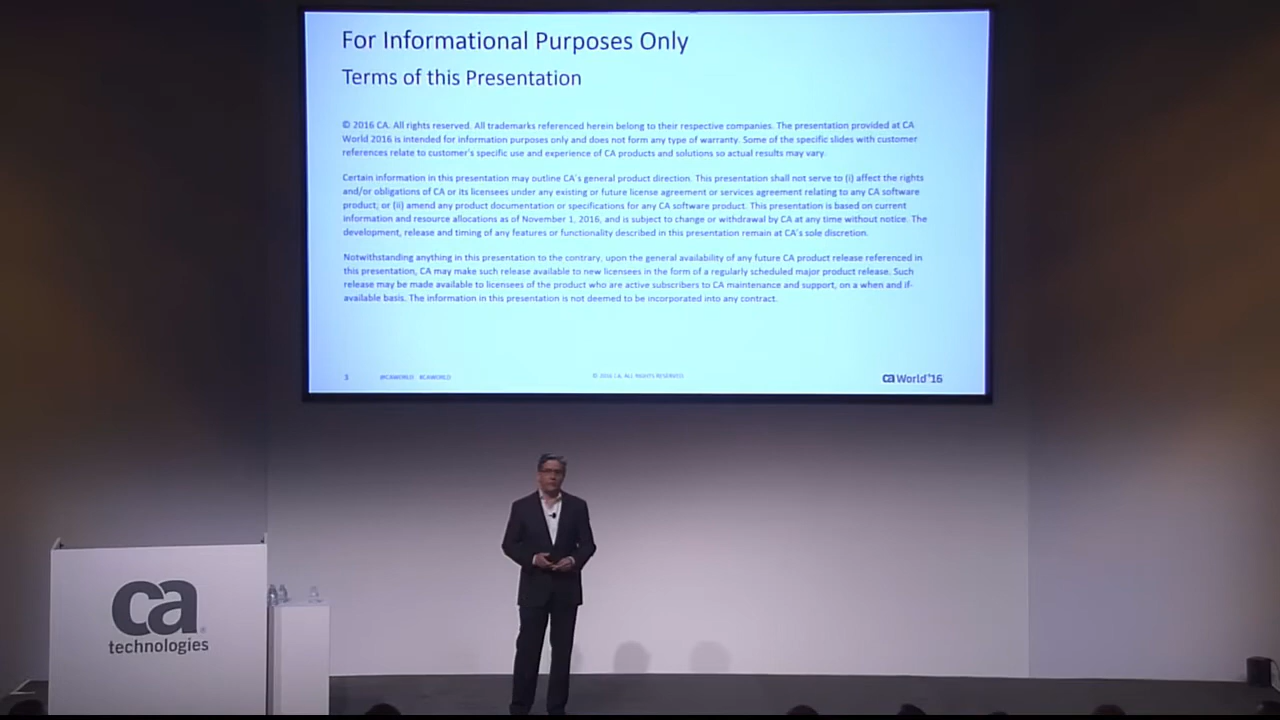 For Informational Purposes Only
Terms of this Presentation
© 2016 CA. All rights reserved. All trademarks referenced herein belong to their respective companies. The presentation provided at CA
World 2016 is intended for information purposes only and does not form any type of warranty. Some of the specific slides with customer
references relate to customer's specific use and experience of CA products and solutions so actual results may vary.
Certain information in this presentation may outline CA's general product direction. This presentation shall not serve to (i) affect the rights
and/or obligations of CA or its licensees under any existing or future license agreement or services agreement relating to any CA software
product; or (ii) amend any product documentation or specifications for any CA software product. This presentation is based on current
information and resource allocations as of November 1, 2016, and is subject to change or withdrawal by CA at any time without notice. The
development, release and timing of any features or functionality described in this presentation remain at CA's sole discretion.
Notwithstanding anything in this presentation to the contrary, upon the general availability of any future CA product release referenced in
this presentation, CA may make such release available to new licensees in the form of a regularly scheduled major product release. Such
release may be made available to licensees of the product who are active subscribers to CA maintenance and support, on a when and if-
available basis. The information in this presentation is not deemed to be incorporated into any contract.
3 @CAWORLD #CAWORLD © 2016 CA. ALL RIGHTS RESERVED. ca World'16
ca
technologies